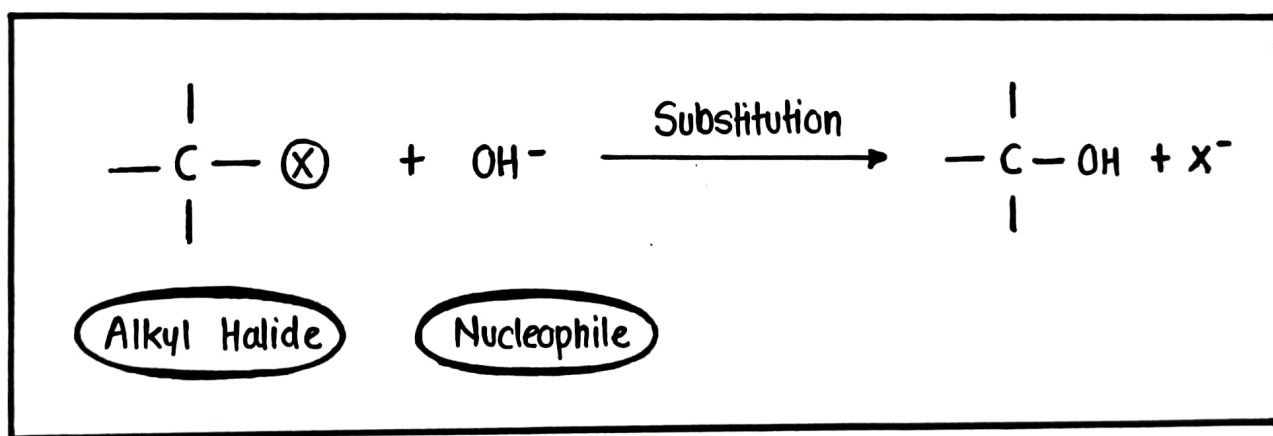 Substitution
— C — Ⓧ + OH⁻ ⟶ — C — OH + X⁻
Alkyl Halide Nucleophile